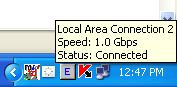 Local Area Connection 2
Speed: 1.0 Gbps
Status: Connected
E K 12:47 PM